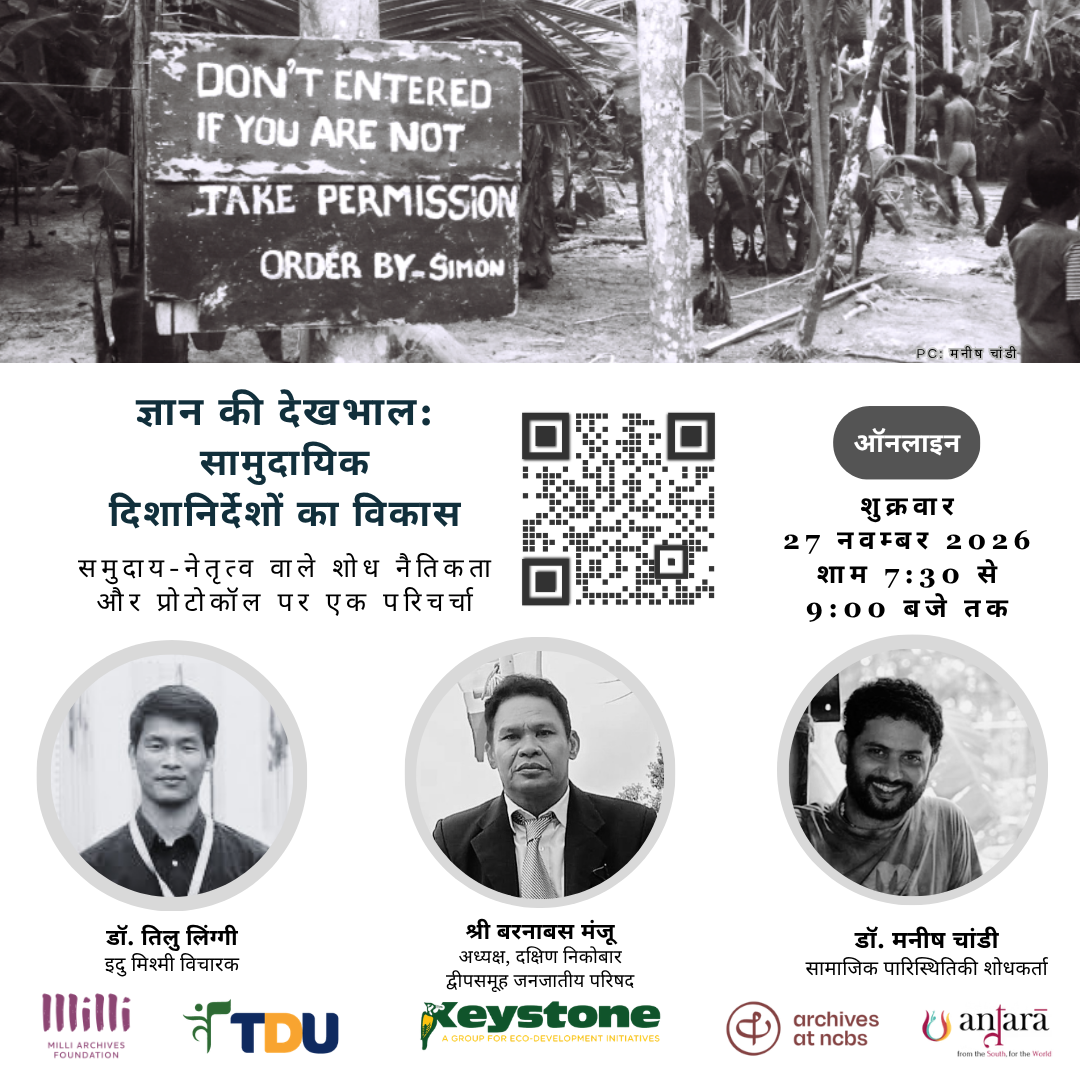 DON'T ENTERED
IF YOU ARE NOT
TAKE PERMISSION
ORDER BY-SIMON
PC: मनीष चांडी
ज्ञान की देखभाल:
सामुदायिक
दिशानिर्देशों का विकास
समुदाय-नेतृत्व वाले शोध नैतिकता
और प्रोटोकॉल पर एक परिचर्चा
ऑनलाइन
शुक्रवार
27 नवम्बर 2026
शाम 7:30 से
9:00 बजे तक
डॉ. तिलु लिंग्गी
इदु मिश्मी विचारक
श्री बरनाबस मंजू
अध्यक्ष, दक्षिण निकोबार
द्वीपसमूह जनजातीय परिषद
डॉ. मनीष चांडी
सामाजिक पारिस्थितिकी शोधकर्ता
Milli
MILLI ARCHIVES
FOUNDATION
TDU
Keystone
A GROUP FOR ECO-DEVELOPMENT INITIATIVES
archives
at ncbs
antarā
from the South, for the World